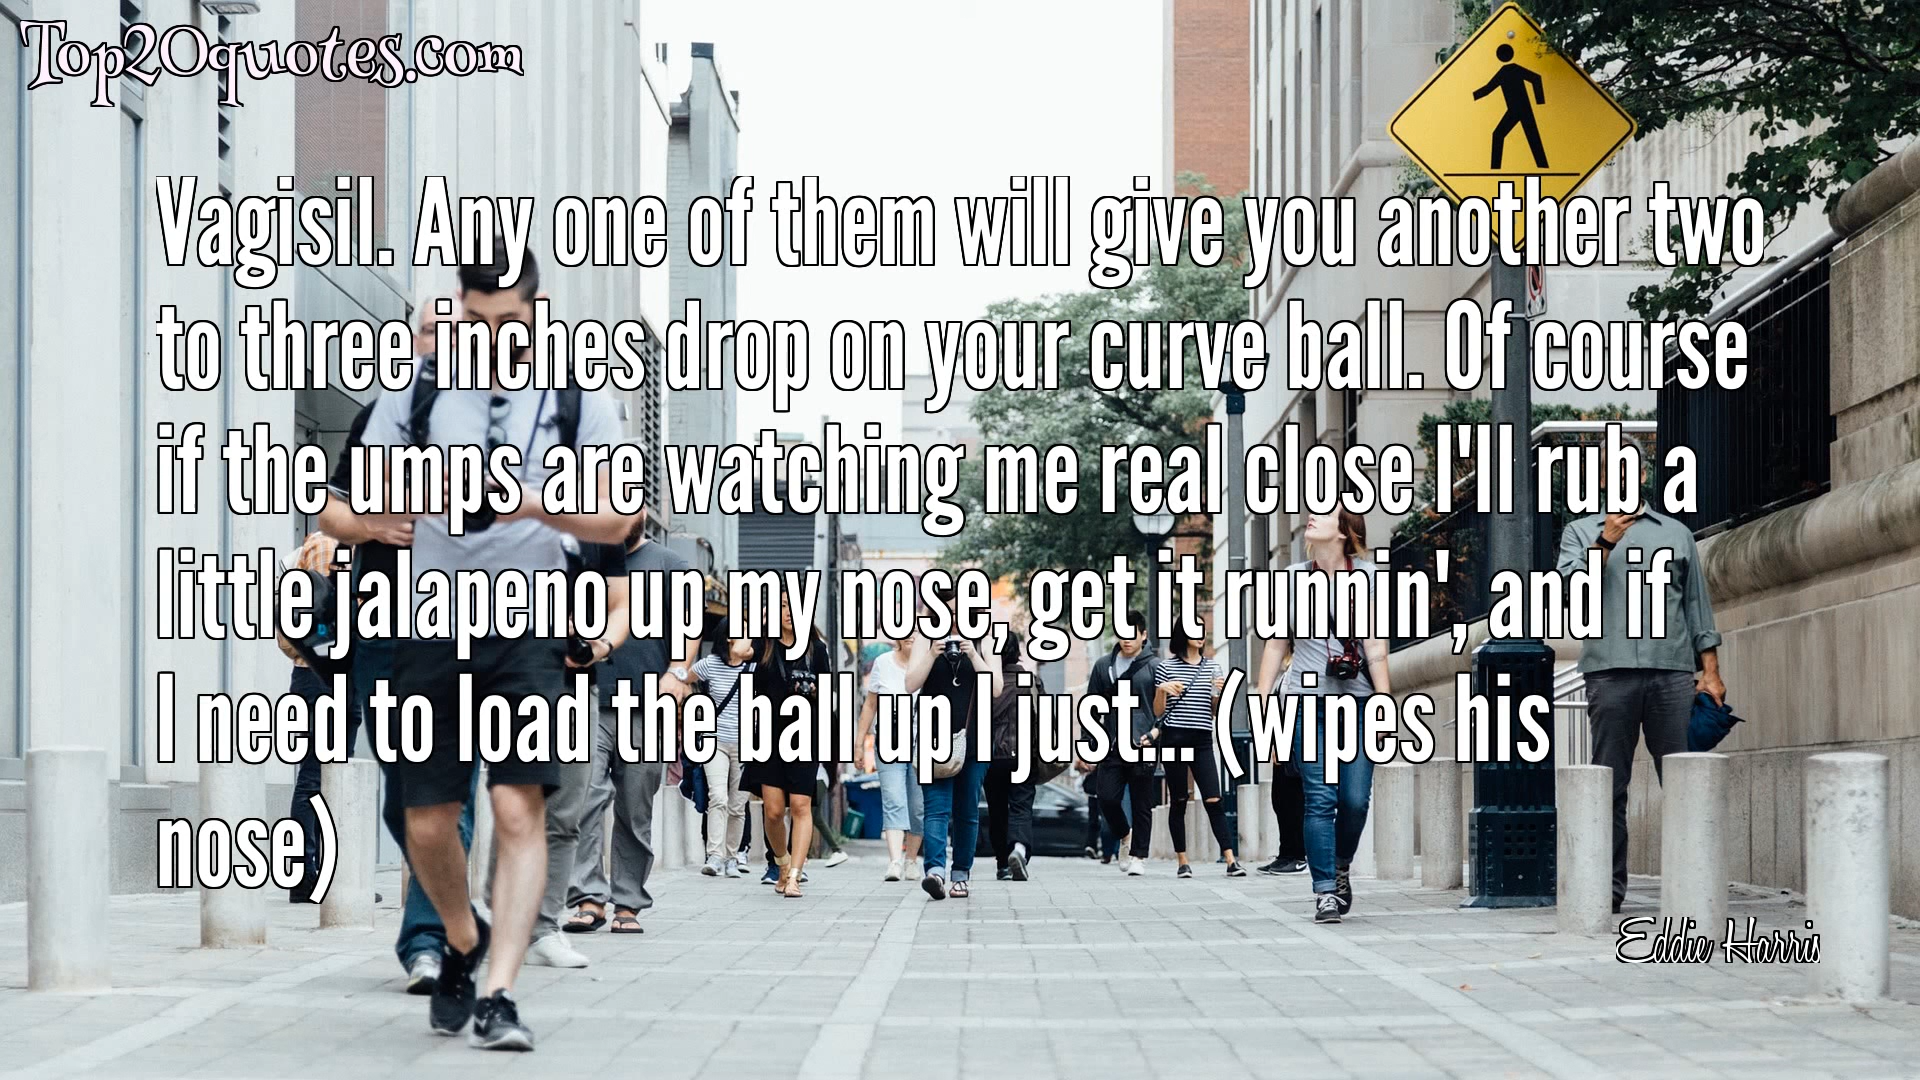 Top20quotes.com
Vagisil. Any one of them will give you another two
to three inches drop on your curve ball. Of course
if the umps are watching me real close I'll rub a
little jalapeno up my nose, get it runnin', and if
I need to load the ball up I just... (wipes his
nose)
Eddie Harris